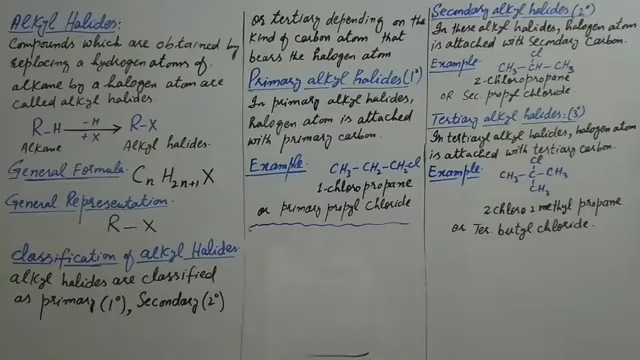 Alkyl Halides:
Compounds which are obtained by
replacing a hydrogen atoms of
alkane by a halogen atom are
called alkyl halides.
R-H —-H/+X→ R-X
Alkane Alkyl halides.
General Formula: CnH2n+1X
General Representation
R-X
Classification of alkyl Halides
alkyl halides are classified
as primary (1°), Secondary (2°)
or tertiary depending on the
kind of carbon atom that
bears the halogen atom
Primary alkyl halides (1°)
In primary alkyl halides,
halogen atom is attached
with primary carbon.
Example
CH3-CH2-CH2Cl
1-chloropropane
or primary propyl Chloride
Secondary alkyl halides (2°)
In these alkyl halides, halogen atom
is attached with Secondary Carbon.
Example
Cl
CH3-CH-CH3
2-Chloropropane
OR Sec. propyl chloride.
Tertiary alkyl halides:(3°)
In tertiary alkyl halides, halogen atom
is attached with tertiary carbon.
Example
Cl
CH3-C-CH3
CH3
2 chloro 2 methyl propane
or Ter. butyl chloride.